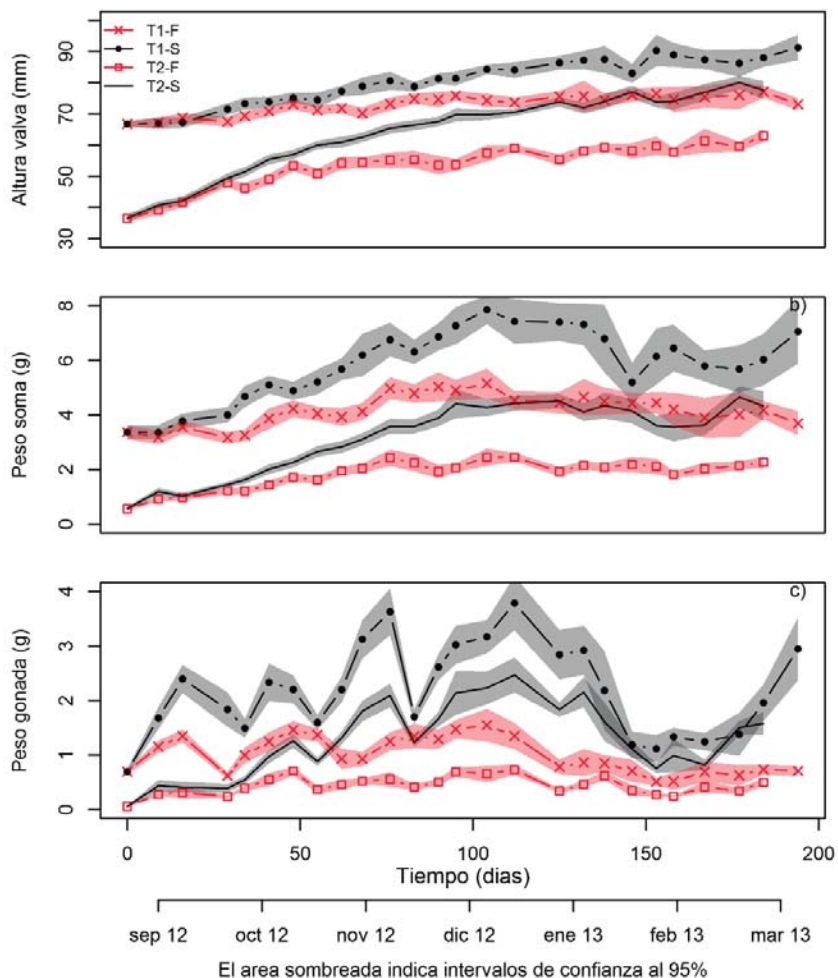 T1-F
T1-S
T2-F
T2-S
Altura valva (mm)
90
70
50
30
b)
Peso soma (g)
8
6
4
2
0
c)
Peso gonada (g)
4
3
2
1
0
0 50 100 150 200
Tiempo (dias)
sep 12 oct 12 nov 12 dic 12 ene 13 feb 13 mar 13
El area sombreada indica intervalos de confianza al 95%